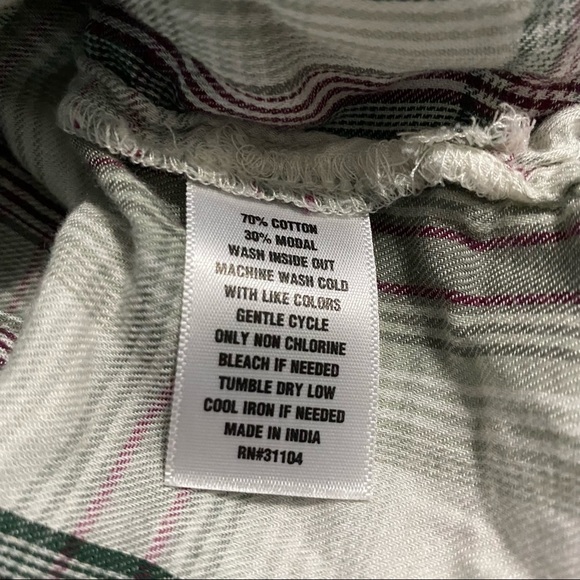 70% COTTON
30% MODAL
WASH INSIDE OUT
MACHINE WASH COLD
WITH LIKE COLORS
GENTLE CYCLE
ONLY NON CHLORINE
BLEACH IF NEEDED
TUMBLE DRY LOW
COOL IRON IF NEEDED
MADE IN INDIA
RN#31104